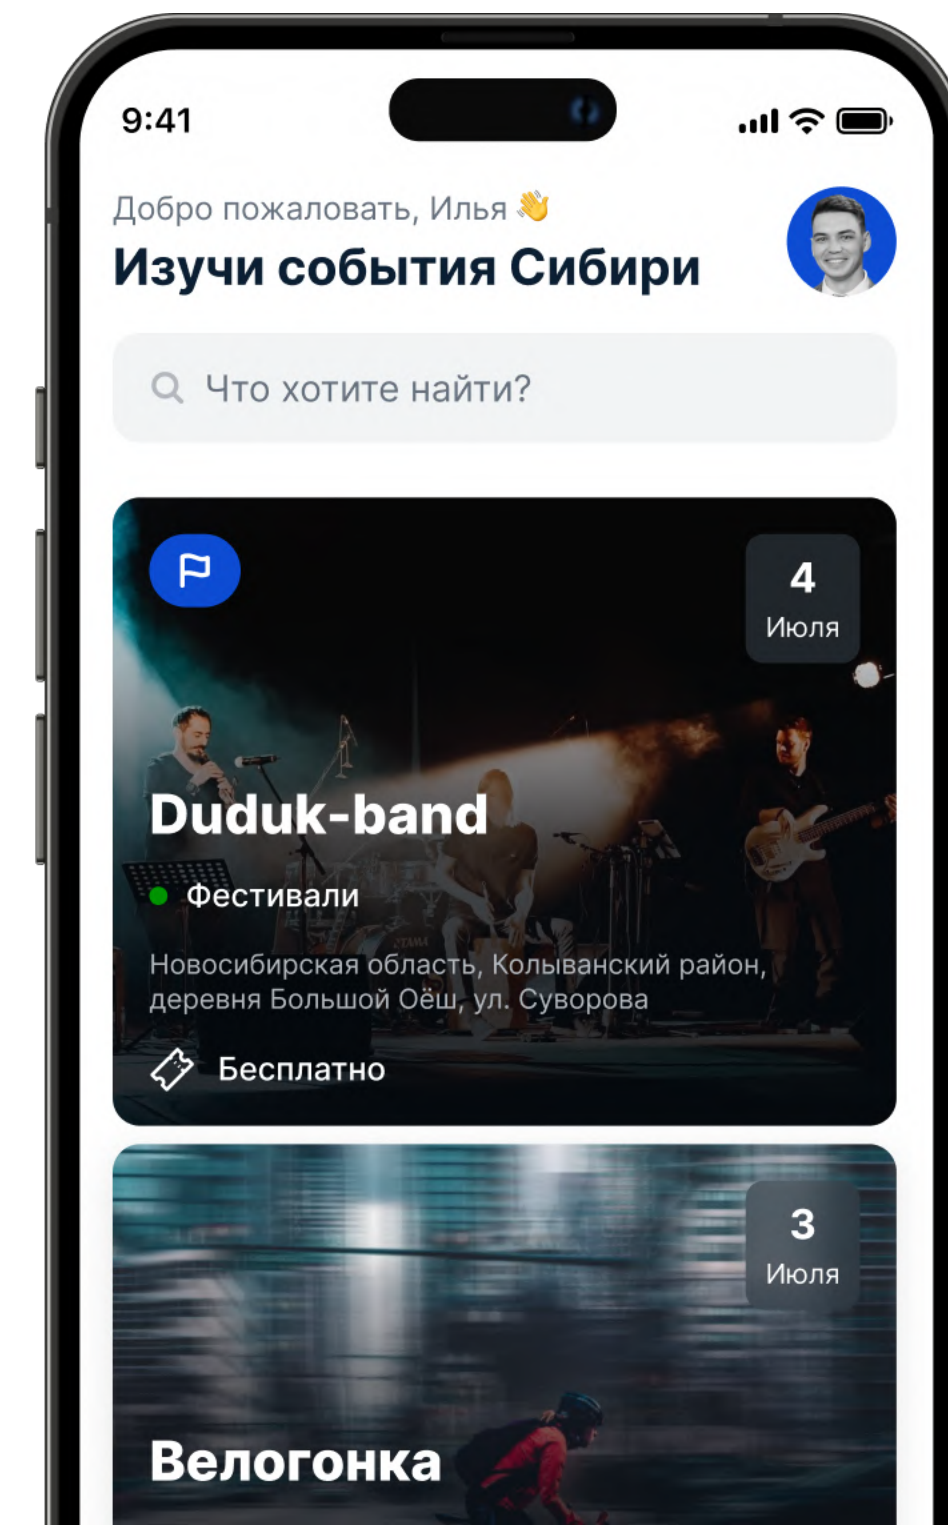 9:41
Добро пожаловать, Илья 👋
Изучи события Сибири
Что хотите найти?
4
Июля
Duduk-band
Фестивали
Новосибирская область, Колыванский район,
деревня Большой Оёш, ул. Суворова
Бесплатно
3
Июля
Велогонка
TAMA